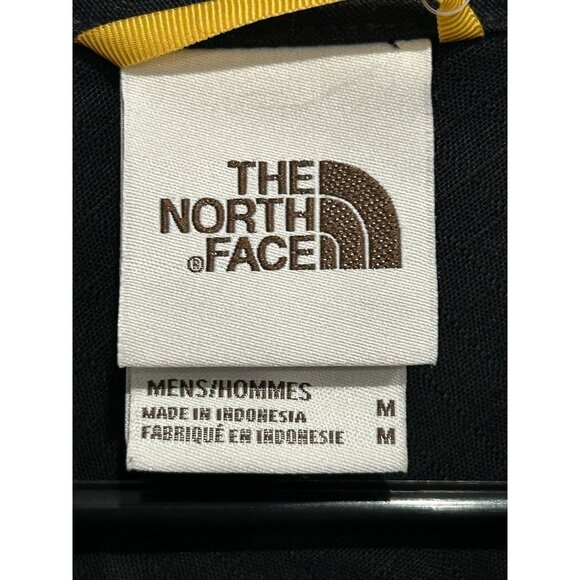 THE
NORTH
®FACE
MENS/HOMMES
MADE IN INDONESIA M
FABRIQUÉ EN INDONESIE M